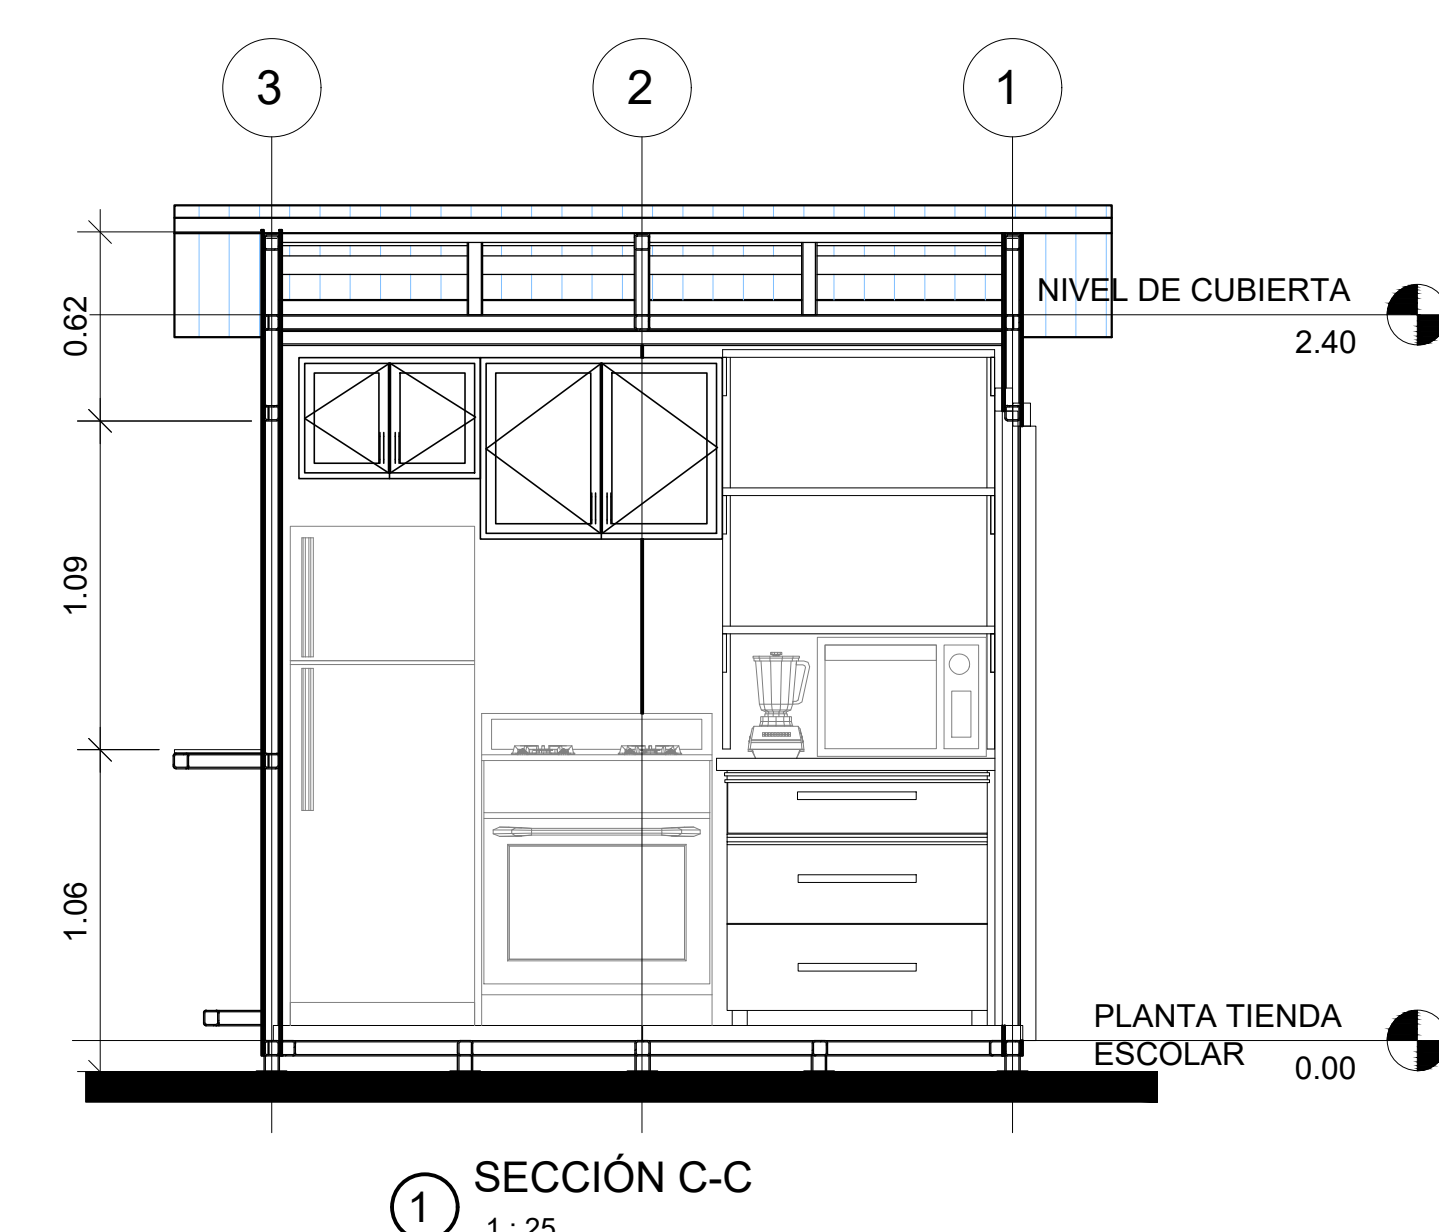 3
2
1
NIVEL DE CUBIERTA
2.40
0.62
1.09
1.06
PLANTA TIENDA
ESCOLAR
0.00
1
SECCIÓN C-C
1 : 25